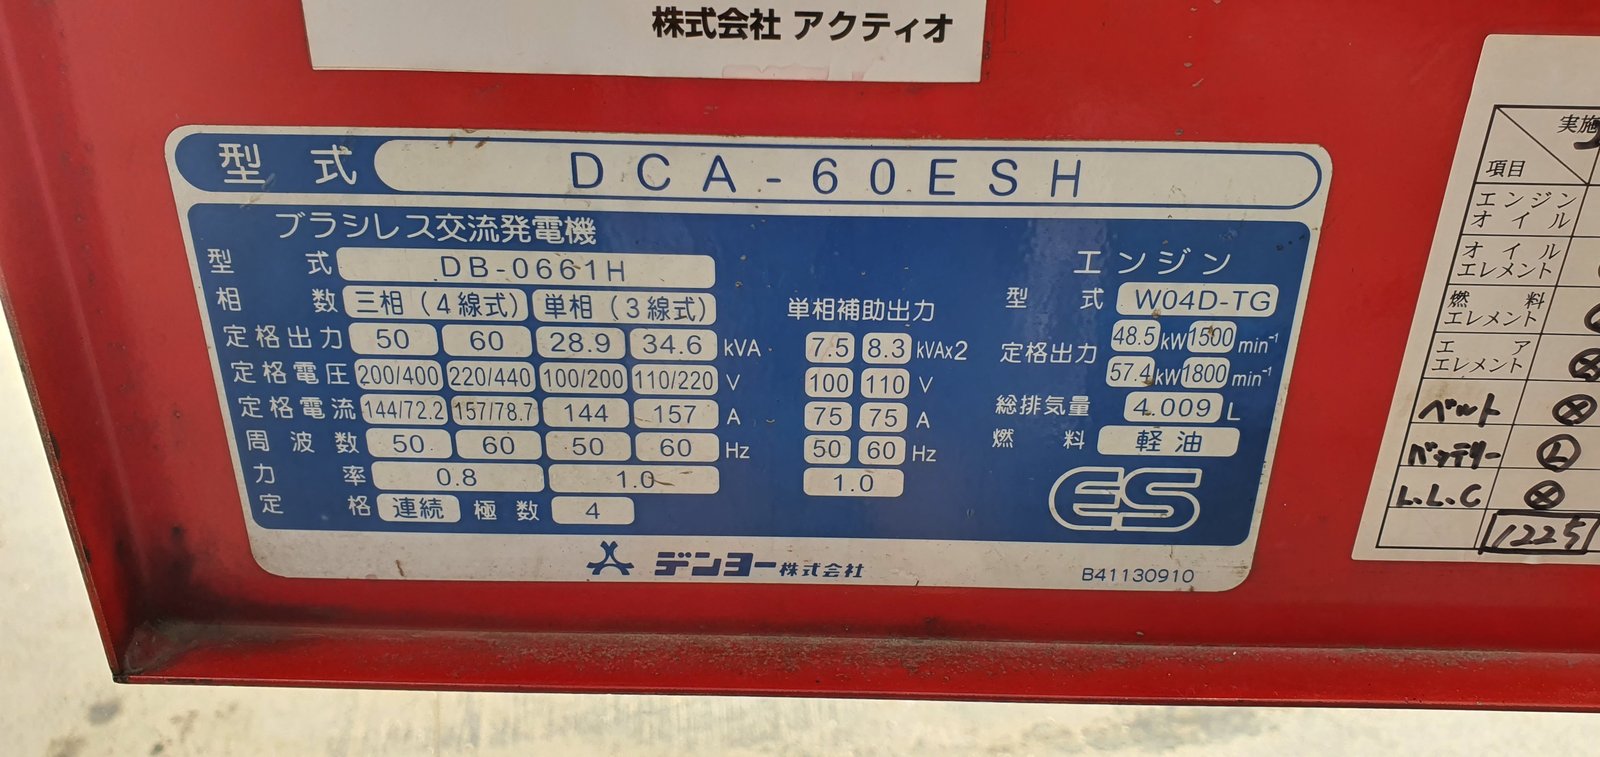 株式会社 アクティオ
型式 DCA-60ESH
ブラシレス交流発電機
型式 DB-0661H
相数 三相(4線式) 単相(3線式)
定格出力 50 60 28.9 34.6 kVA
定格電圧 200/400 220/440 100/200 110/220 V
定格電流 144/72.2 157/78.7 144 157 A
周波数 50 60 50 60 Hz
力率 0.8 1.0
定格 連続 極数 4
単相補助出力
7.5 8.3 kVAx2
100 110 V
75 75 A
50 60 Hz
1.0
エンジン
型式 W04D-TG
定格出力 48.5 kW 1500 min⁻¹
57.4 kW 1800 min⁻¹
総排気量 4.009 L
燃料 軽油
ES
デンヨー株式会社
B41130910
実施
項目
エンジン
オイル
オイル
エレメント
燃料
エレメント
エア
エレメント
ベルト
バッテリー L
L.L.C